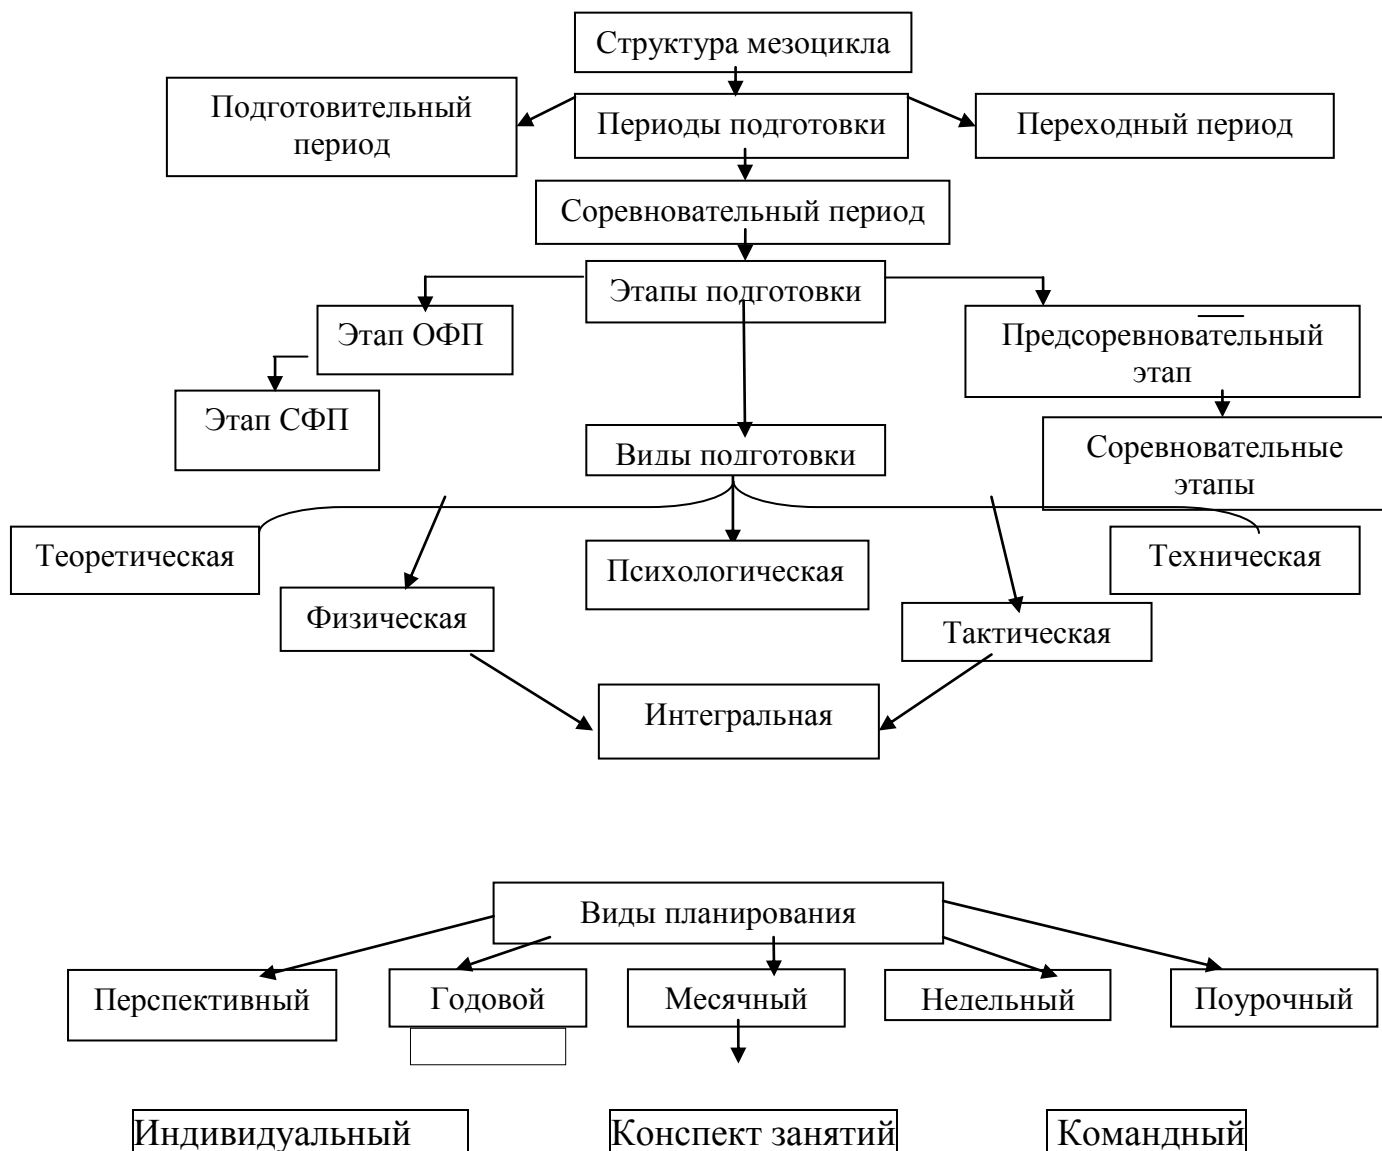 Структура мезоцикла
Подготовительный
период
Периоды подготовки
Переходный период
Соревновательный период
Этапы подготовки
Этап ОФП
Предсоревновательный
этап
Этап СФП
Виды подготовки
Соревновательные
этапы
Теоретическая
Психологическая
Техническая
Физическая
Тактическая
Интегральная
Виды планирования
Перспективный
Годовой
Месячный
Недельный
Поурочный
Индивидуальный
Конспект занятий
Командный